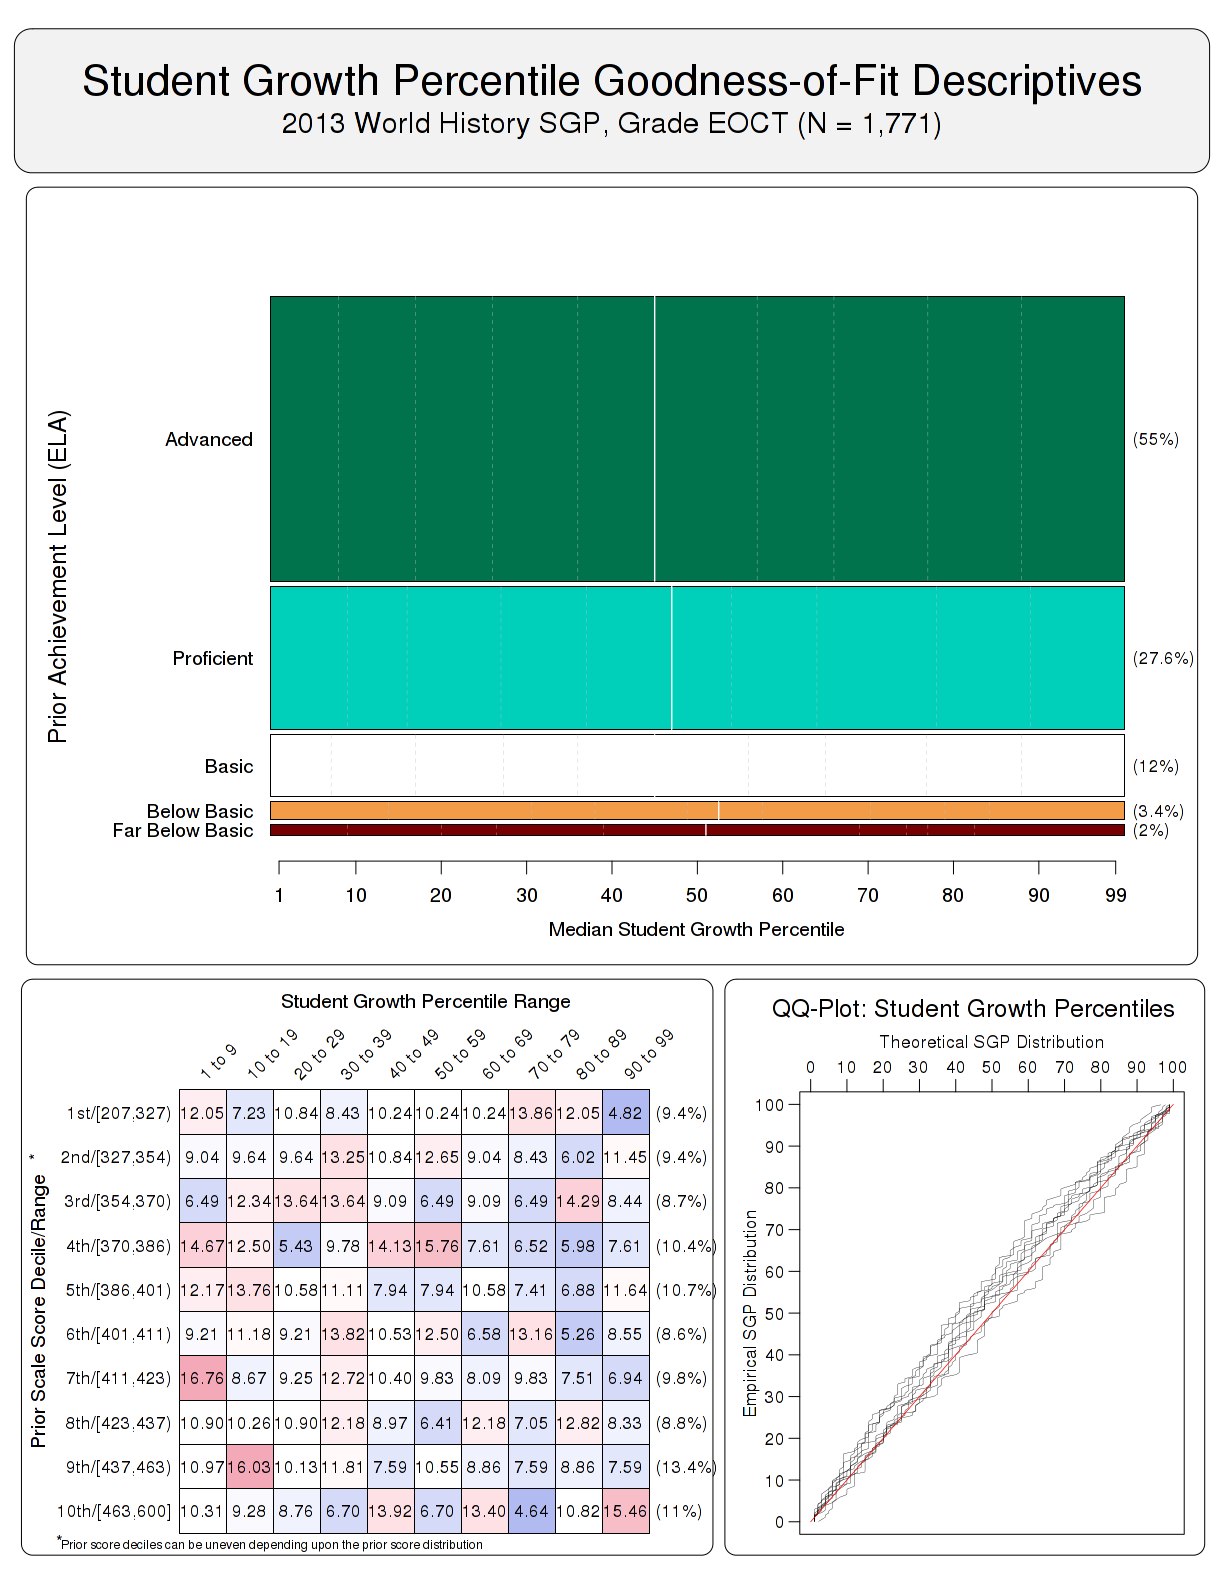 Student Growth Percentile Goodness-of-Fit Descriptives
2013 World History SGP, Grade EOCT (N = 1,771)
Prior Achievement Level (ELA)
Advanced (55%)
Proficient (27.6%)
Basic (12%)
Below Basic (3.4%)
Far Below Basic (2%)
1 10 20 30 40 50 60 70 80 90 99
Median Student Growth Percentile
Student Growth Percentile Range
1 to 9 10 to 19 20 to 29 30 to 39 40 to 49 50 to 59 60 to 69 70 to 79 80 to 89 90 to 99
Prior Scale Score Decile/Range *
1st/[207,327) 12.05 7.23 10.84 8.43 10.24 10.24 10.24 13.86 12.05 4.82 (9.4%)
2nd/[327,354) 9.04 9.64 9.64 13.25 10.84 12.65 9.04 8.43 6.02 11.45 (9.4%)
3rd/[354,370) 6.49 12.34 13.64 13.64 9.09 6.49 9.09 6.49 14.29 8.44 (8.7%)
4th/[370,386) 14.67 12.50 5.43 9.78 14.13 15.76 7.61 6.52 5.98 7.61 (10.4%)
5th/[386,401) 12.17 13.76 10.58 11.11 7.94 7.94 10.58 7.41 6.88 11.64 (10.7%)
6th/[401,411) 9.21 11.18 9.21 13.82 10.53 12.50 6.58 13.16 5.26 8.55 (8.6%)
7th/[411,423) 16.76 8.67 9.25 12.72 10.40 9.83 8.09 9.83 7.51 6.94 (9.8%)
8th/[423,437) 10.90 10.26 10.90 12.18 8.97 6.41 12.18 7.05 12.82 8.33 (8.8%)
9th/[437,463) 10.97 16.03 10.13 11.81 7.59 10.55 8.86 7.59 8.86 7.59 (13.4%)
10th/[463,600] 10.31 9.28 8.76 6.70 13.92 6.70 13.40 4.64 10.82 15.46 (11%)
*Prior score deciles can be uneven depending upon the prior score distribution
QQ-Plot: Student Growth Percentiles
Theoretical SGP Distribution
0 10 20 30 40 50 60 70 80 90 100
Empirical SGP Distribution
100
90
80
70
60
50
40
30
20
10
0